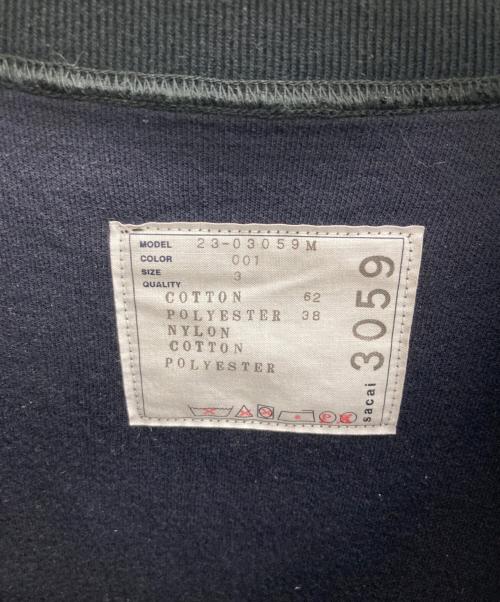 MODEL 23-03059M
COLOR 001
SIZE 3
QUALITY
COTTON 62
POLYESTER 38
NYLON
COTTON
POLYESTER
sacai 3059